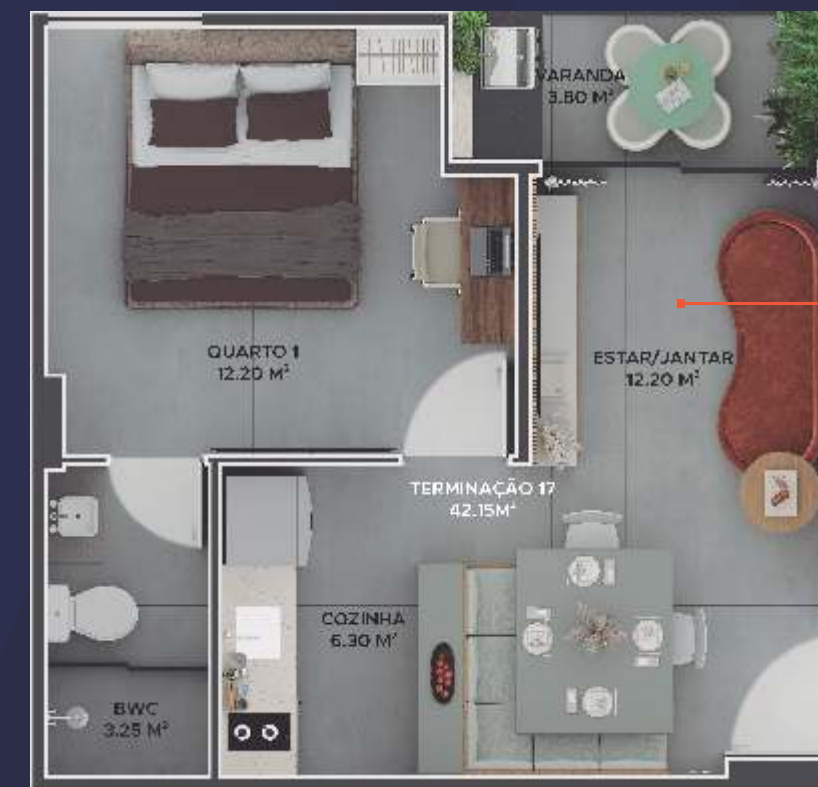 VARANDA
3.80 M²
QUARTO 1
12.20 M²
ESTAR/JANTAR
12.20 M²
TERMINAÇÃO 17
42.15M²
COZINHA
6.30 M²
BWC
3.25 M²